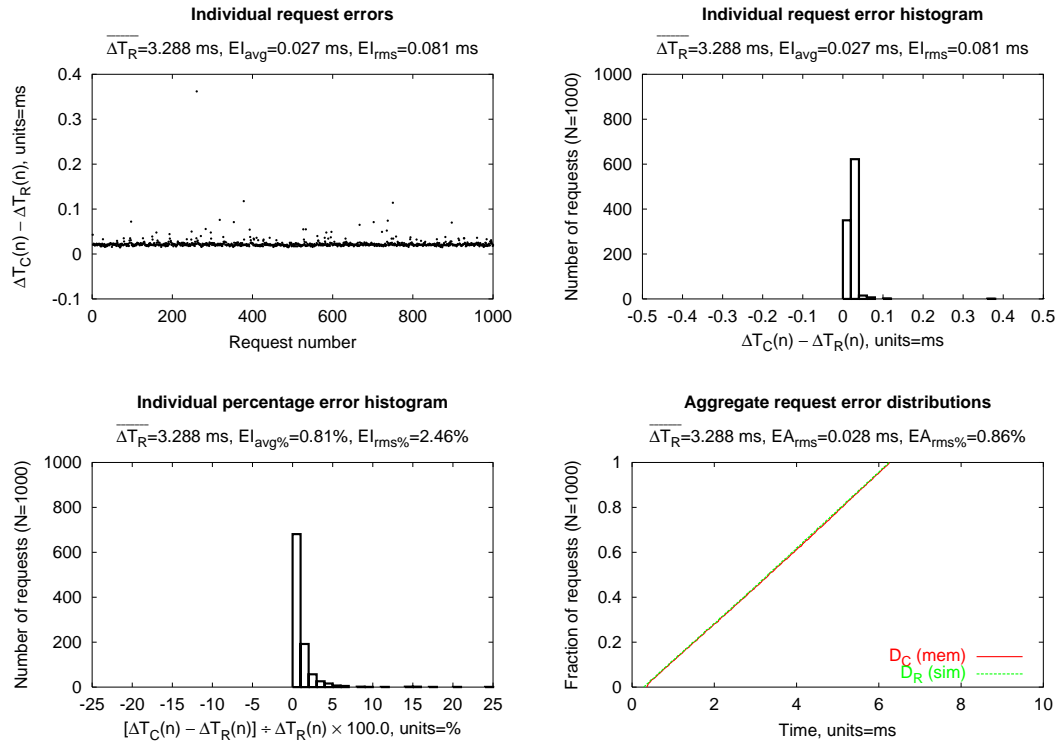 Individual request errors
ΔT_R=3.288 ms, EI_avg=0.027 ms, EI_rms=0.081 ms
ΔT_C(n) − ΔT_R(n), units=ms
0.4
0.3
0.2
0.1
0
-0.1
0 200 400 600 800 1000
Request number
Individual request error histogram
ΔT_R=3.288 ms, EI_avg=0.027 ms, EI_rms=0.081 ms
Number of requests (N=1000)
1000
800
600
400
200
0
-0.5 -0.4 -0.3 -0.2 -0.1 0 0.1 0.2 0.3 0.4 0.5
ΔT_C(n) − ΔT_R(n), units=ms
Individual percentage error histogram
ΔT_R=3.288 ms, EI_avg%=0.81%, EI_rms%=2.46%
Number of requests (N=1000)
1000
800
600
400
200
0
-25 -20 -15 -10 -5 0 5 10 15 20 25
[ΔT_C(n) − ΔT_R(n)] ÷ ΔT_R(n) × 100.0, units=%
Aggregate request error distributions
ΔT_R=3.288 ms, EA_rms=0.028 ms, EA_rms%=0.86%
Fraction of requests (N=1000)
1
0.8
0.6
0.4
0.2
0
D_C (mem)
D_R (sim)
0 2 4 6 8 10
Time, units=ms